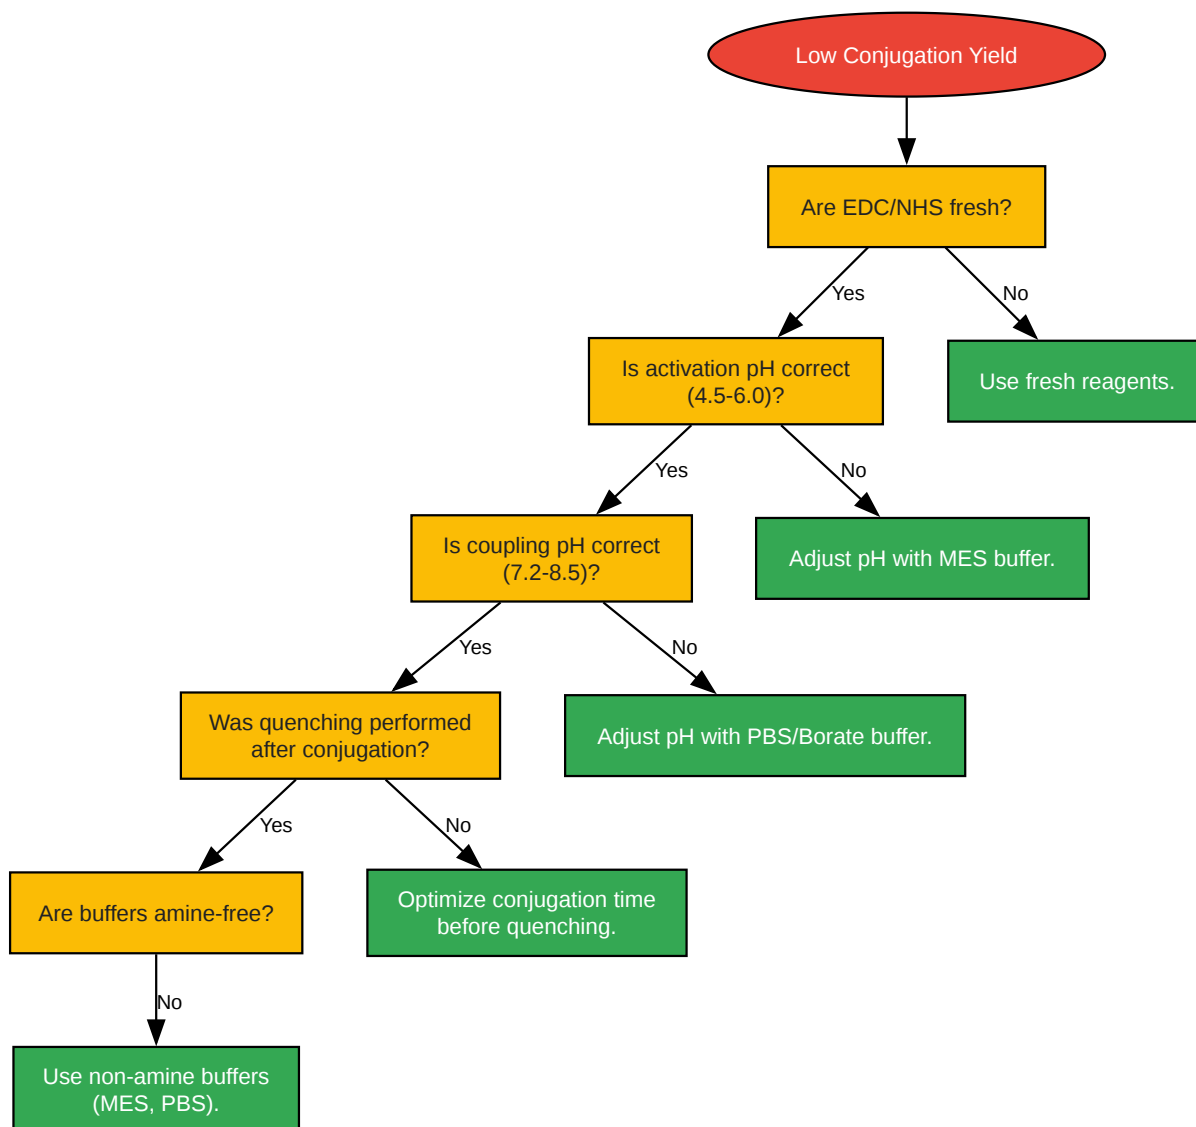 Low Conjugation Yield
Are EDC/NHS fresh?
Yes
No
Is activation pH correct
(4.5-6.0)?
Use fresh reagents.
Yes
No
Is coupling pH correct
(7.2-8.5)?
Adjust pH with MES buffer.
Yes
No
Was quenching performed
after conjugation?
Adjust pH with PBS/Borate buffer.
Yes
No
Are buffers amine-free?
Optimize conjugation time
before quenching.
No
Use non-amine buffers
(MES, PBS).